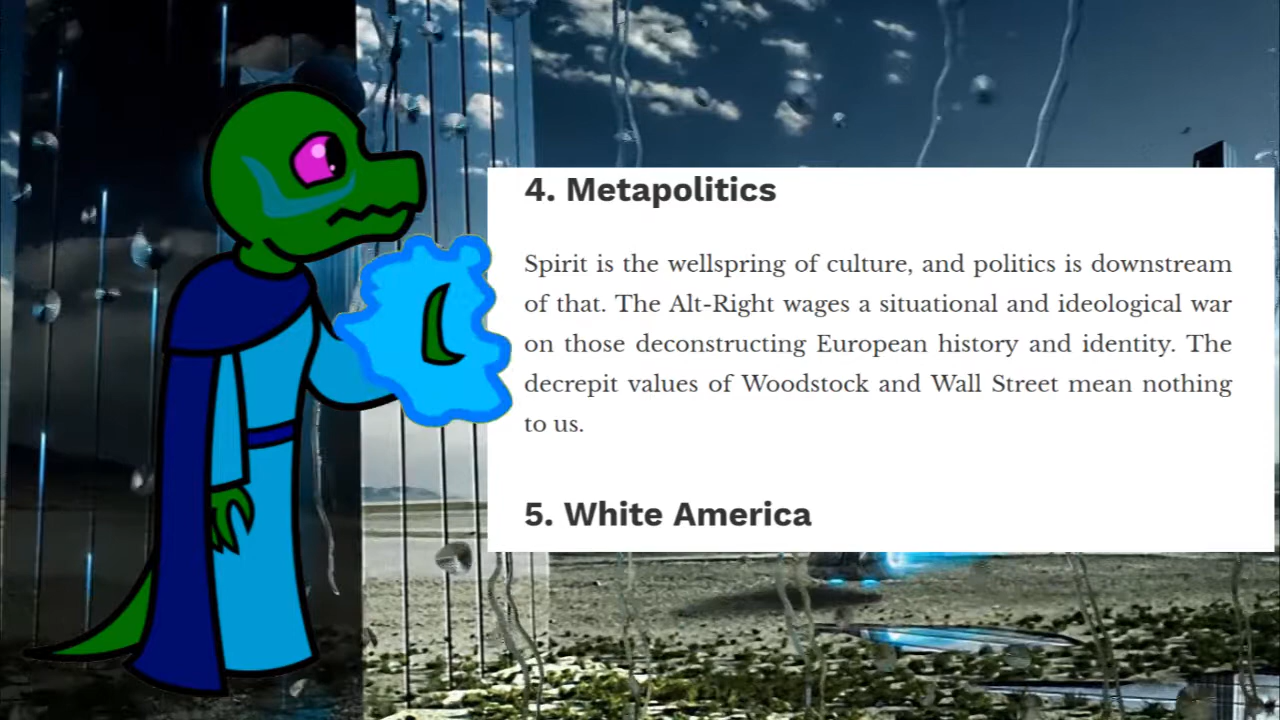 4. Metapolitics
Spirit is the wellspring of culture, and politics is downstream
of that. The Alt-Right wages a situational and ideological war
on those deconstructing European history and identity. The
decrepit values of Woodstock and Wall Street mean nothing
to us.
5. White America